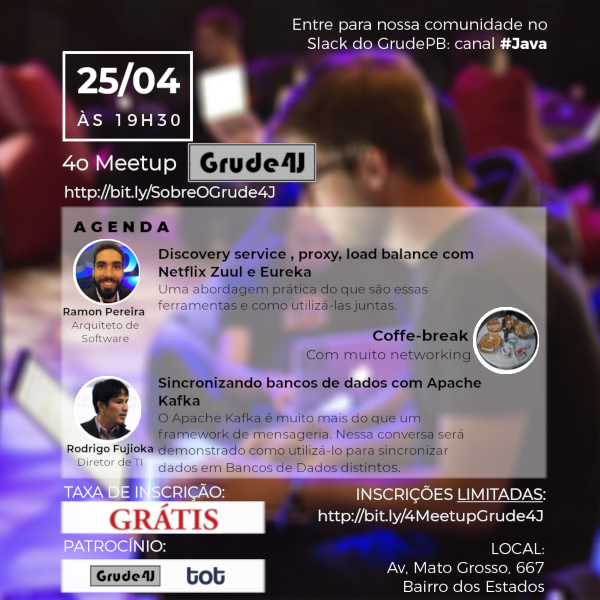 Entre para nossa comunidade no
Slack do GrudePB: canal #Java
25/04
ÀS 19H30
4o Meetup Grude4J
http://bit.ly/SobreOGrude4J
AGENDA
Discovery service , proxy, load balance com
Netflix Zuul e Eureka
Uma abordagem prática do que são essas
ferramentas e como utilizá-las juntas.
Ramon Pereira
Arquiteto de
Software
Coffe-break
Com muito networking
Sincronizando bancos de dados com Apache
Kafka
O Apache Kafka é muito mais do que um
framework de mensageria. Nessa conversa será
demonstrado como utilizá-lo para sincronizar
dados em Bancos de Dados distintos.
Rodrigo Fujioka
Diretor de TI
TAXA DE INSCRIÇÃO:
GRÁTIS
INSCRIÇÕES LIMITADAS:
http://bit.ly/4MeetupGrude4J
PATROCÍNIO:
Grude4J tot
LOCAL:
Av, Mato Grosso, 667
Bairro dos Estados